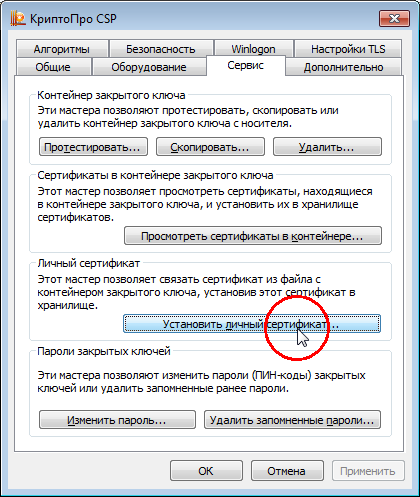 КриптоПро CSP
Алгоритмы Безопасность Winlogon Настройки TLS
Общие Оборудование Сервис Дополнительно
Контейнер закрытого ключа
Эти мастера позволяют протестировать, скопировать или
удалить контейнер закрытого ключа с носителя.
Протестировать... Скопировать... Удалить...
Сертификаты в контейнере закрытого ключа
Этот мастер позволяет просмотреть сертификаты, находящиеся
в контейнере закрытого ключа, и установить их в хранилище
сертификатов.
Просмотреть сертификаты в контейнере...
Личный сертификат
Этот мастер позволяет связать сертификат из файла с
контейнером закрытого ключа, установив этот сертификат в
хранилище.
Установить личный сертификат...
Пароли закрытых ключей
Эти мастера позволяют изменить пароли (ПИН-коды) закрытых
ключей или удалить запомненные ранее пароли.
Изменить пароль... Удалить запомненные пароли...
ОК Отмена Применить